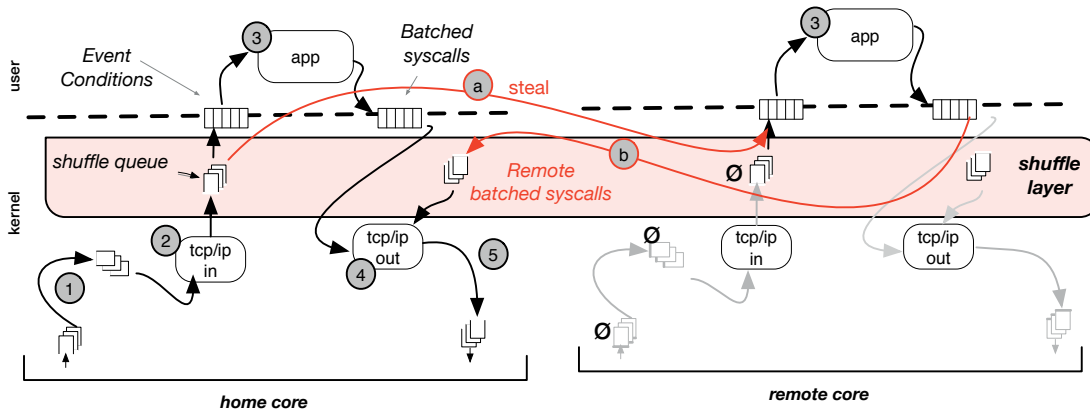 user
kernel
Event
Conditions
3
app
Batched
syscalls
a
steal
3
app
shuffle queue
Remote
batched syscalls
b
Ø
shuffle
layer
1
2
tcp/ip
in
tcp/ip
out
4
5
Ø
Ø
tcp/ip
in
tcp/ip
out
home core
remote core